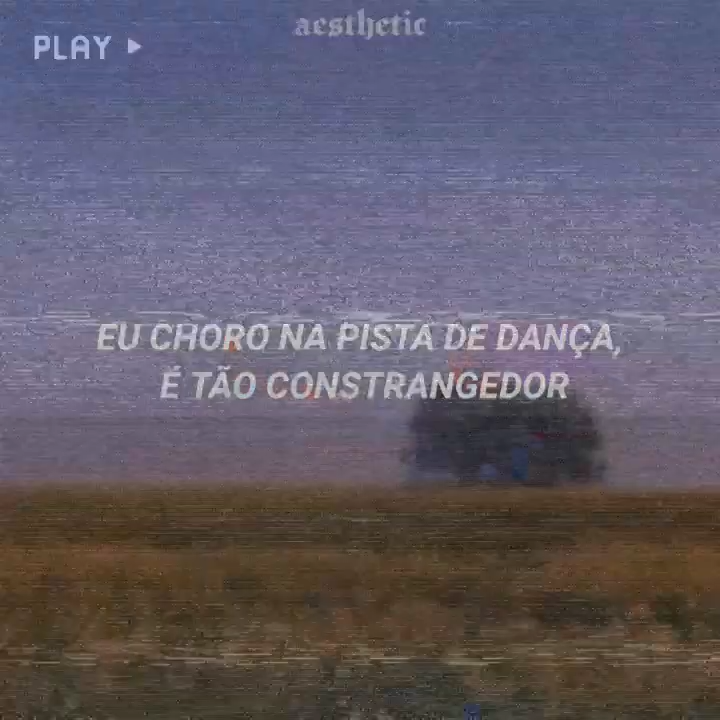 aesthetic
PLAY
EU CHORO NA PISTA DE DANÇA,
É TÃO CONSTRANGEDOR